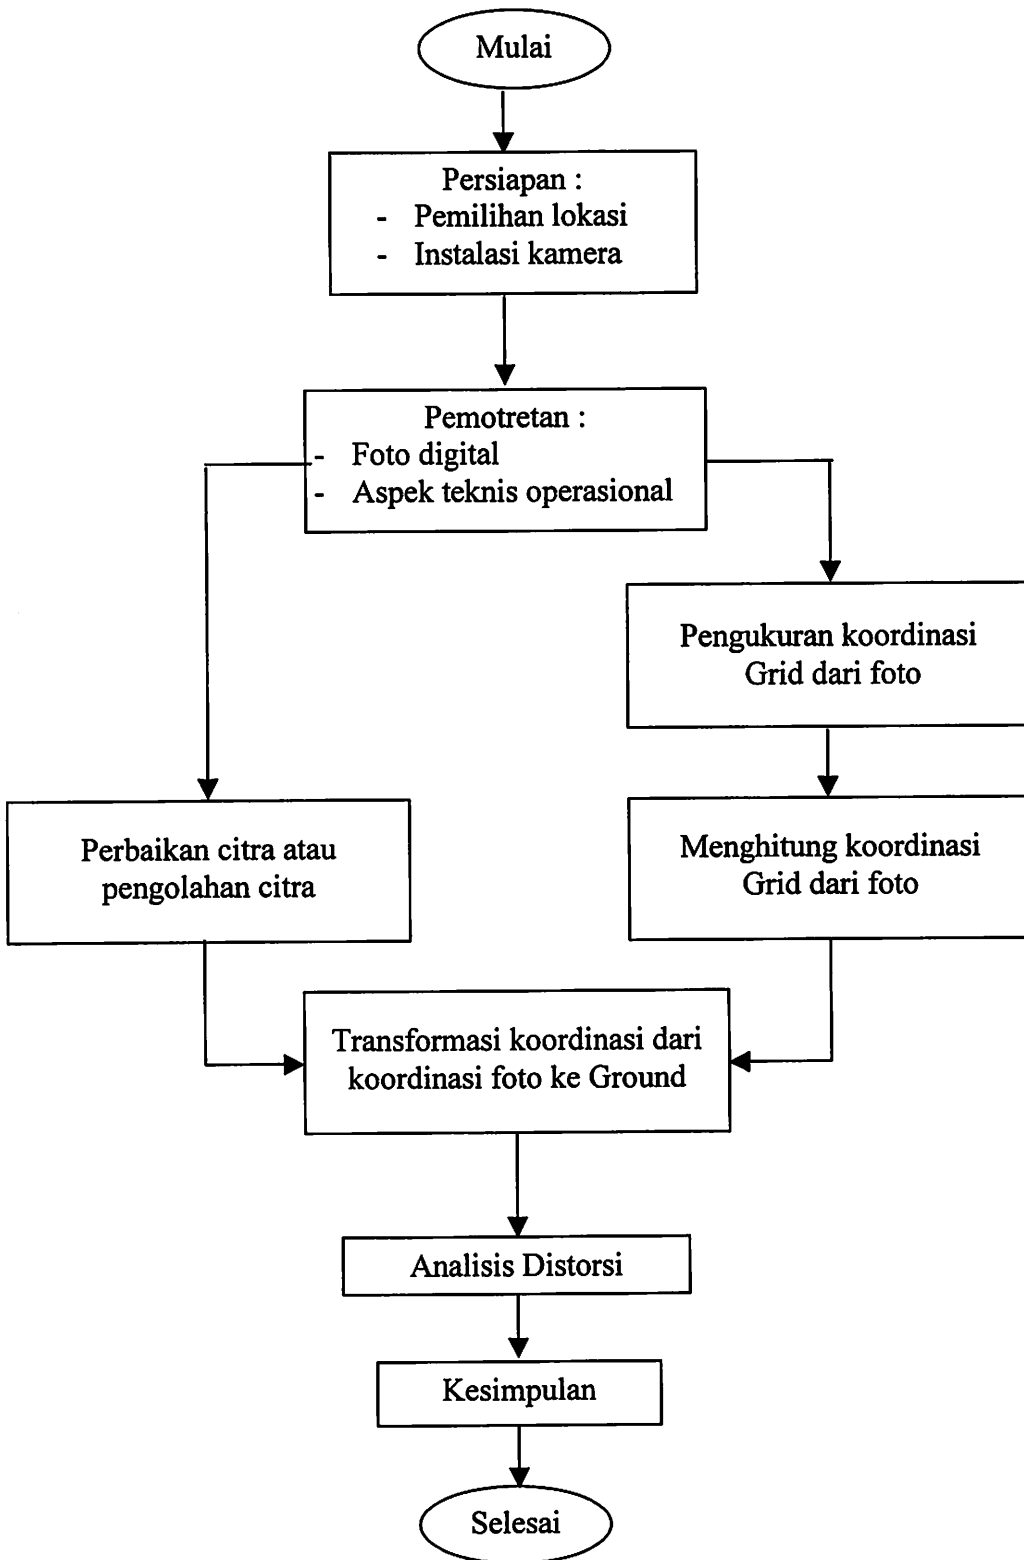 Mulai
Persiapan :
- Pemilihan lokasi
- Instalasi kamera
Pemotretan :
- Foto digital
- Aspek teknis operasional
Pengukuran koordinasi
Grid dari foto
Perbaikan citra atau
pengolahan citra
Menghitung koordinasi
Grid dari foto
Transformasi koordinasi dari
koordinasi foto ke Ground
Analisis Distorsi
Kesimpulan
Selesai